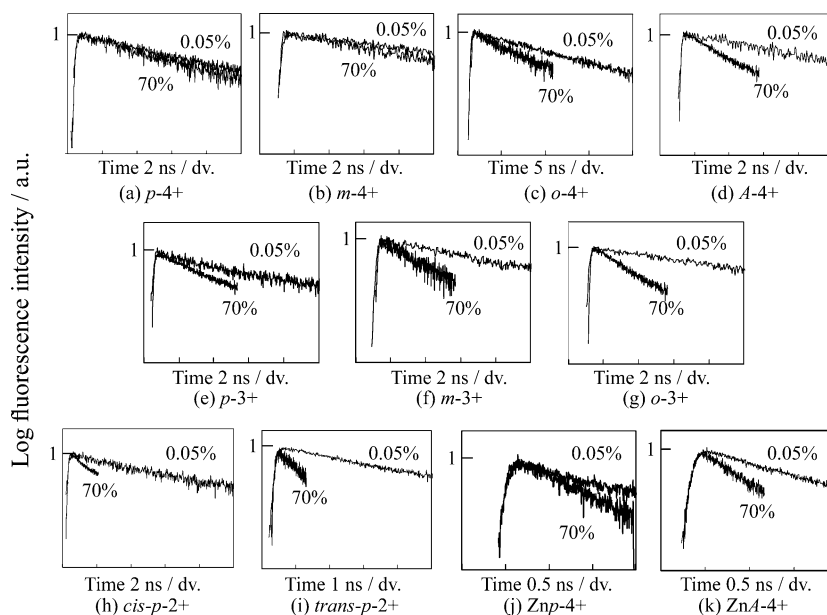 Log fluorescence intensity / a.u.
1 0.05% 70%
1 0.05% 70%
1 0.05% 70%
1 0.05% 70%
Time 2 ns / dv. Time 2 ns / dv. Time 5 ns / dv. Time 2 ns / dv.
(a) p-4+ (b) m-4+ (c) o-4+ (d) A-4+
1 0.05% 70%
1 0.05% 70%
1 0.05% 70%
Time 2 ns / dv. Time 2 ns / dv. Time 2 ns / dv.
(e) p-3+ (f) m-3+ (g) o-3+
1 0.05% 70%
1 0.05% 70%
1 0.05% 70%
1 0.05% 70%
Time 2 ns / dv. Time 1 ns / dv. Time 0.5 ns / dv. Time 0.5 ns / dv.
(h) cis-p-2+ (i) trans-p-2+ (j) Znp-4+ (k) ZnA-4+